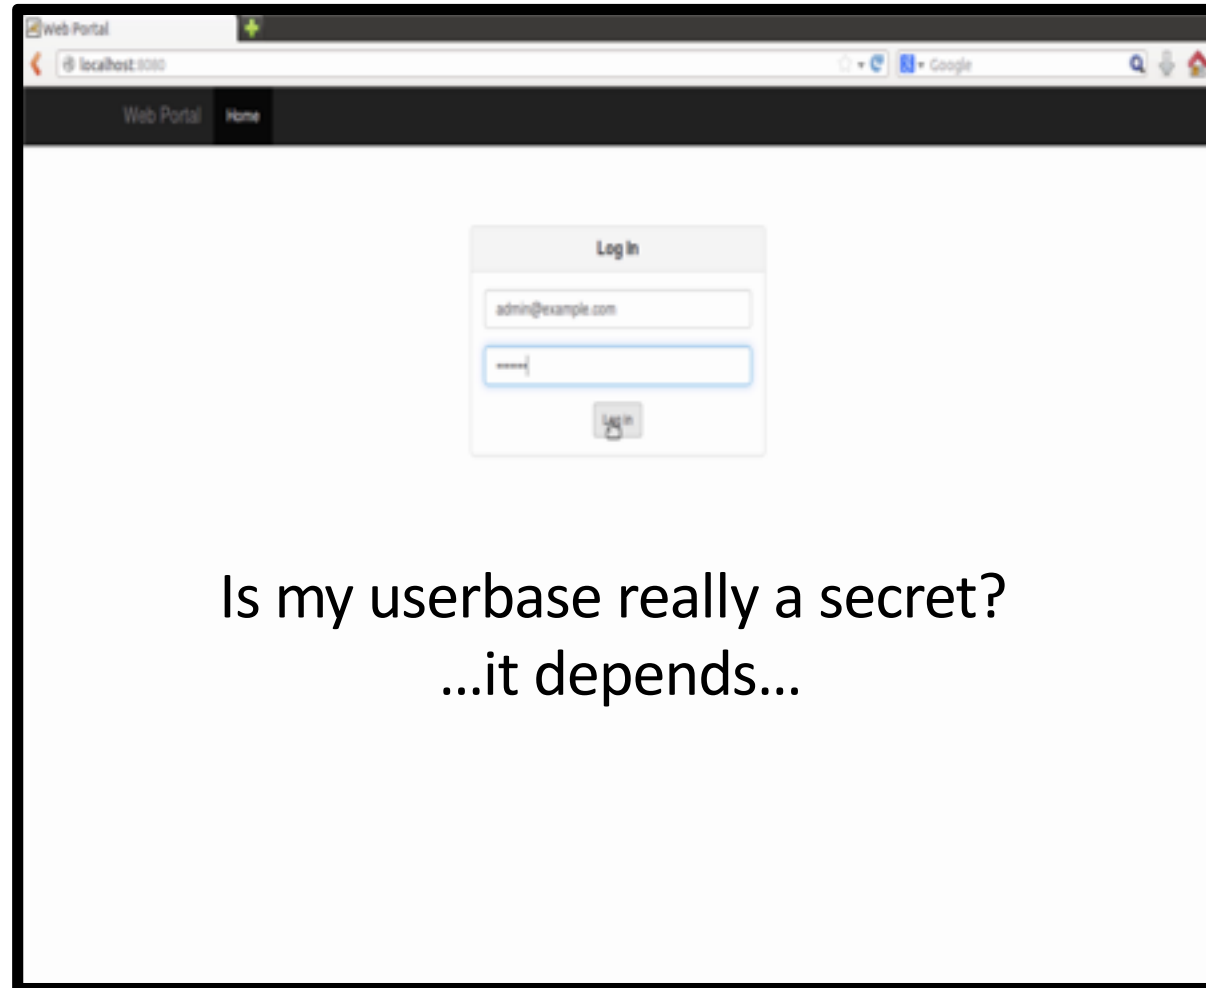 Web Portal
localhost:8080
Google
Web Portal Home
Log In
admin@example.com
Log in
Is my userbase really a secret?
...it depends...